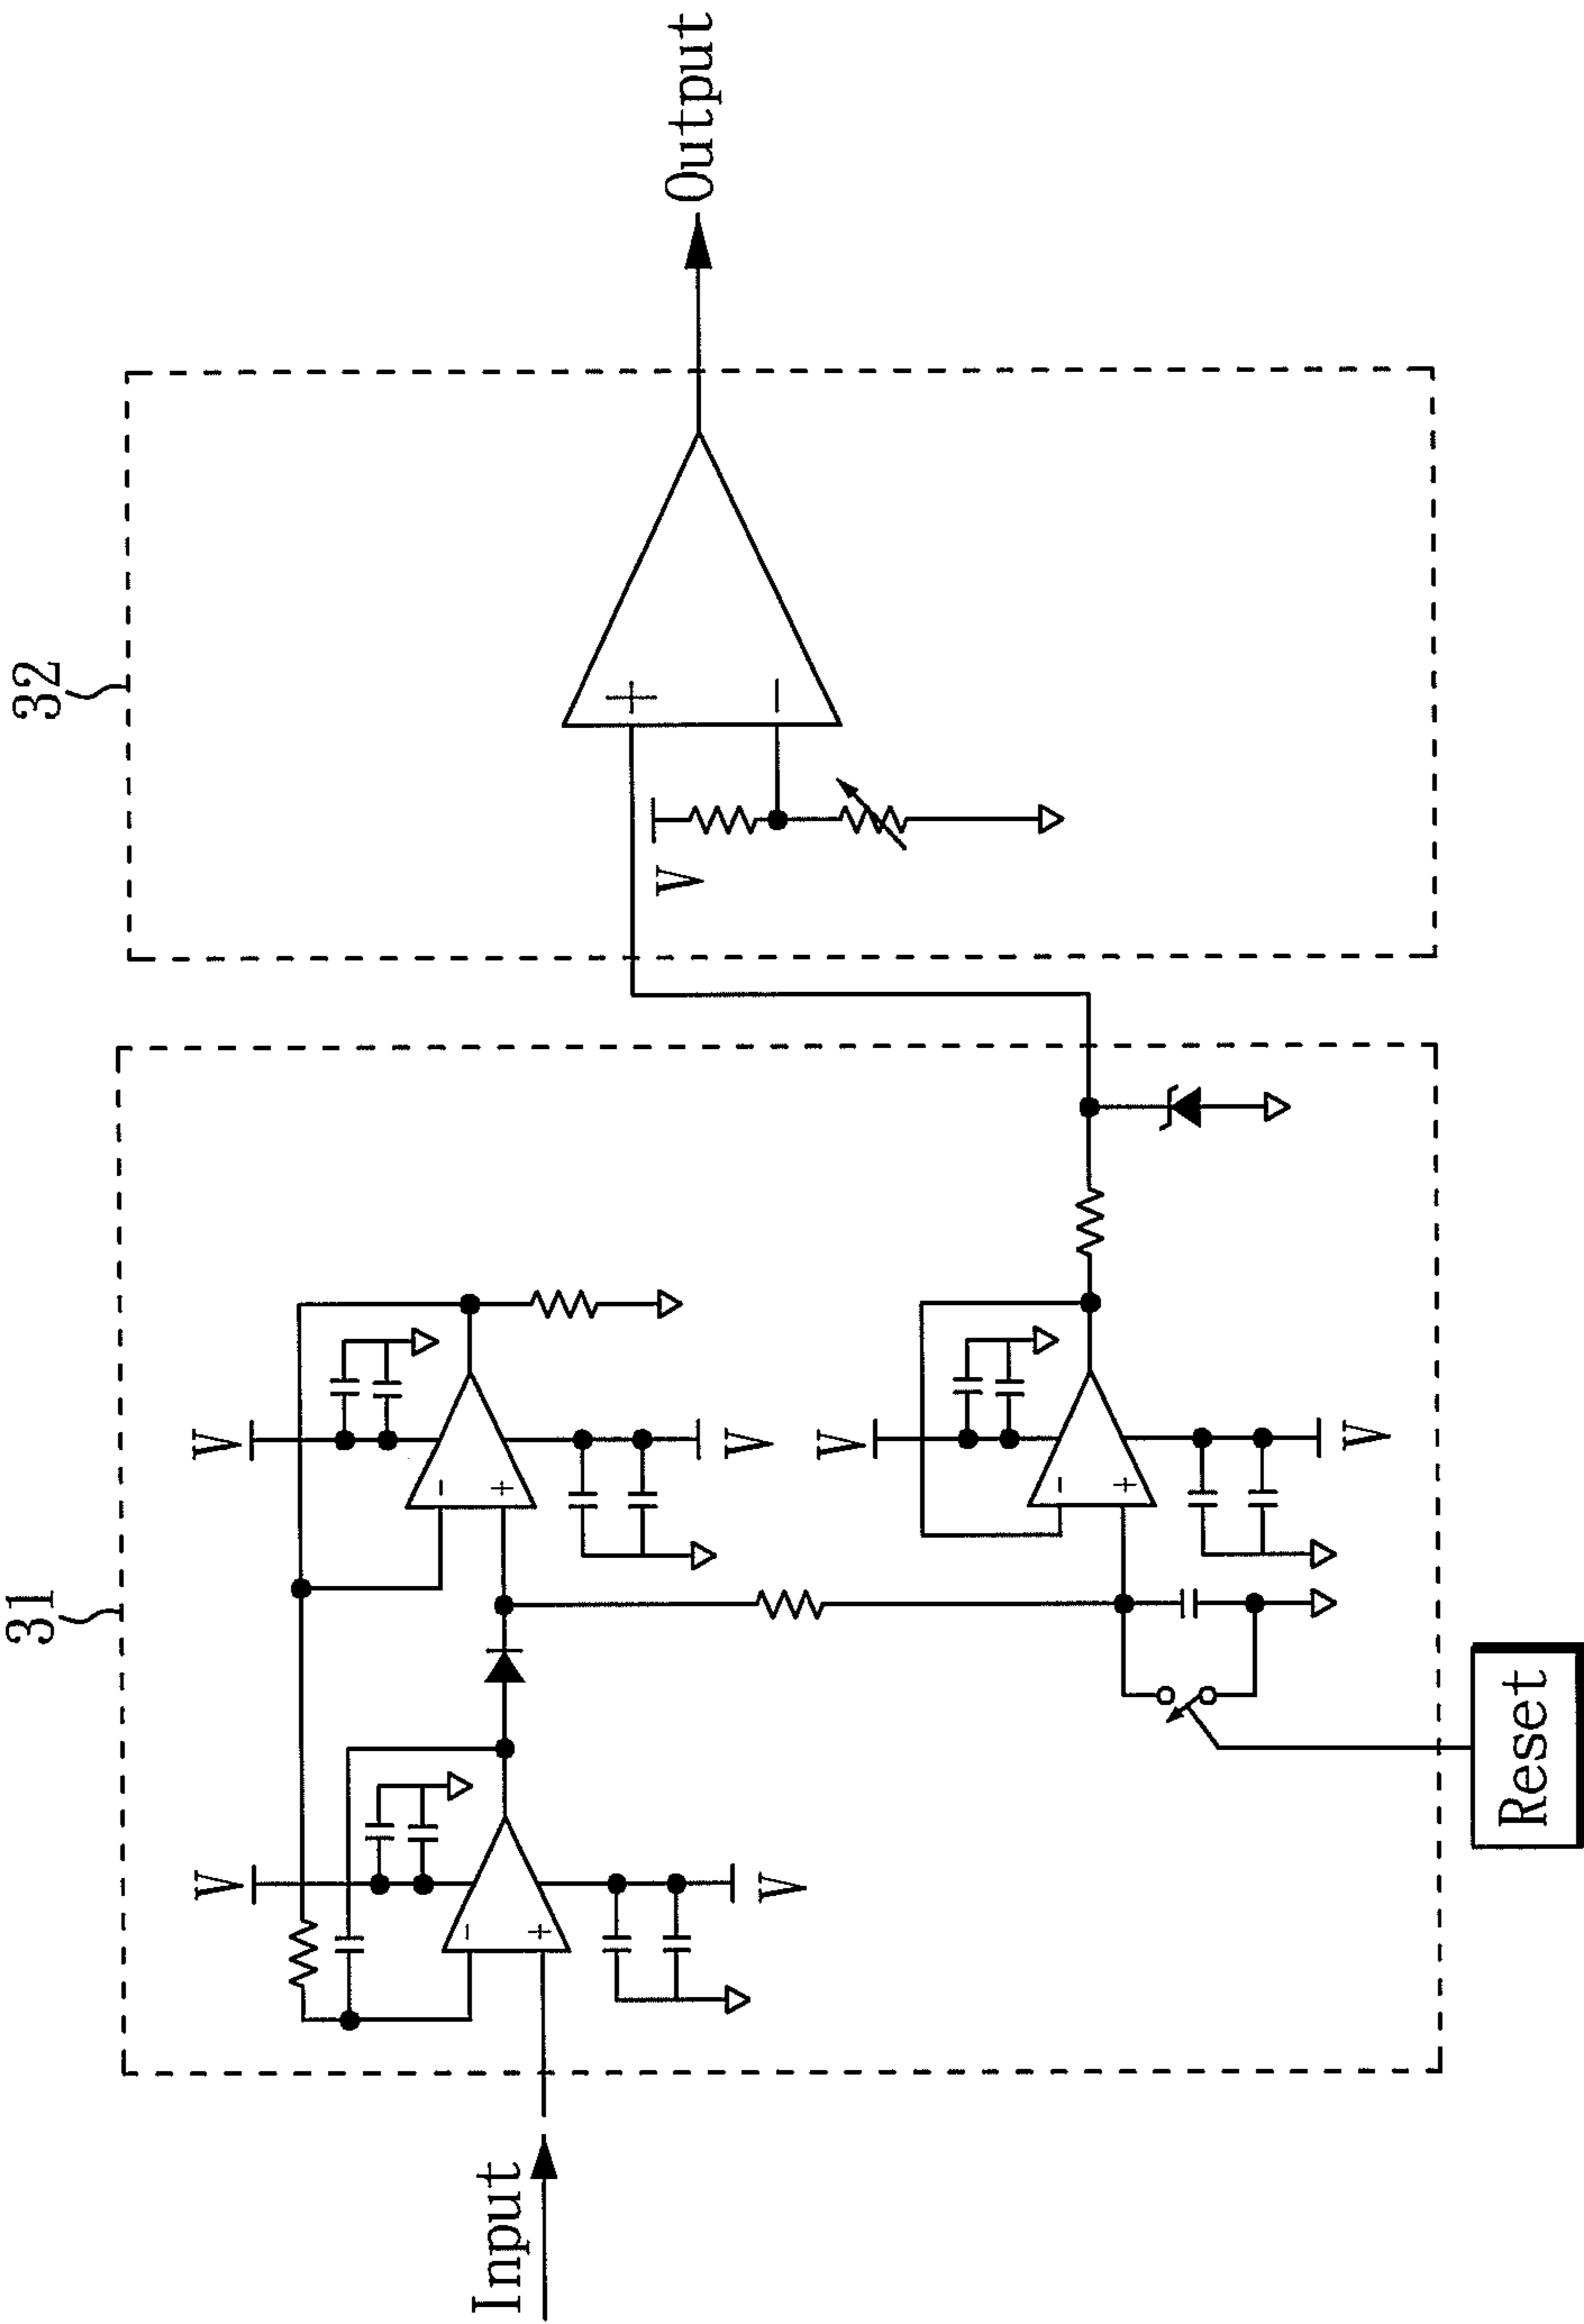 31
32
V
V
V
V
V
V
V
Input
Output
Reset
-
+
-
+
-
+
+
-